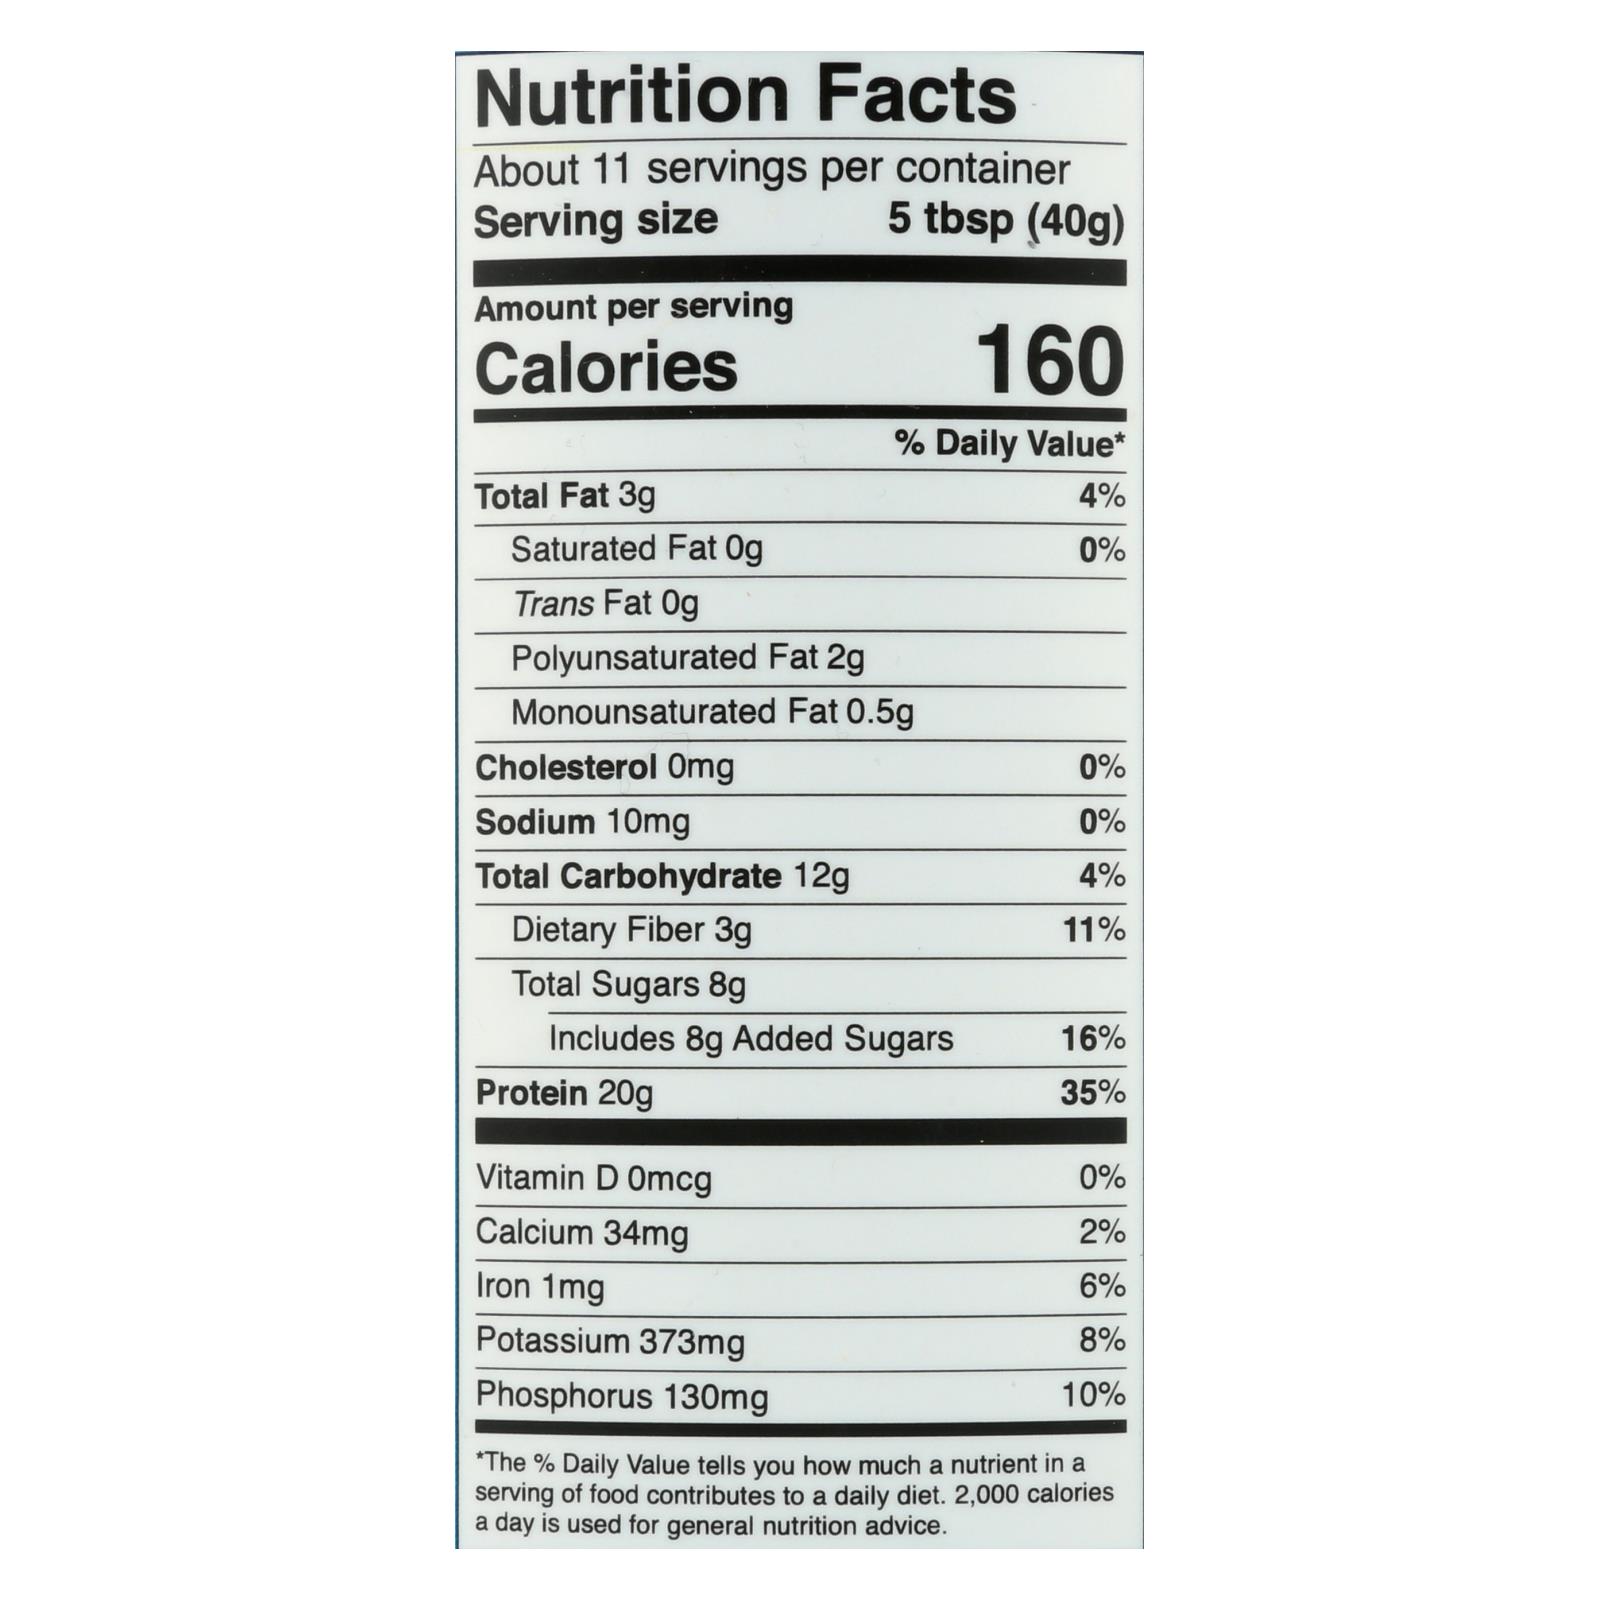 Nutrition Facts
About 11 servings per container
Serving size 5 tbsp (40g)
Amount per serving
Calories 160
% Daily Value*
Total Fat 3g 4%
Saturated Fat 0g 0%
Trans Fat 0g
Polyunsaturated Fat 2g
Monounsaturated Fat 0.5g
Cholesterol 0mg 0%
Sodium 10mg 0%
Total Carbohydrate 12g 4%
Dietary Fiber 3g 11%
Total Sugars 8g
Includes 8g Added Sugars 16%
Protein 20g 35%
Vitamin D 0mcg 0%
Calcium 34mg 2%
Iron 1mg 6%
Potassium 373mg 8%
Phosphorus 130mg 10%
*The % Daily Value tells you how much a nutrient in a
serving of food contributes to a daily diet. 2,000 calories
a day is used for general nutrition advice.